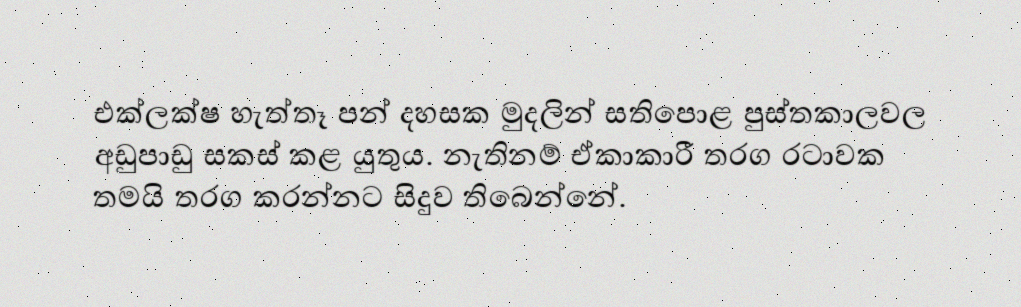 එක්ලක්ෂ හැත්තෑ පන් දහසක මුදලින් සතිපොළ පුස්තකාලවල
අඩුපාඩු සකස් කළ යුතුය. නැතිනම් ඒකාකාරී තරග රටාවක
තමයි තරග කරන්නට සිදුව තිබෙන්නේ.